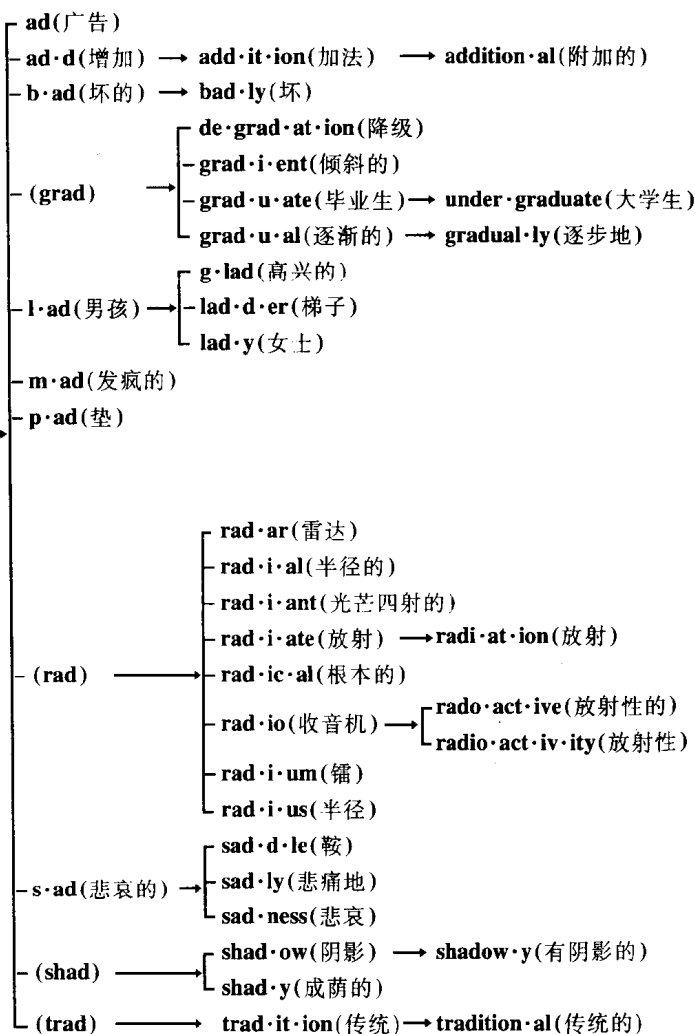 ad(广告)
ad·d(增加) → add·it·ion(加法) → addition·al(附加的)
b·ad(坏的) → bad·ly(坏)
de·grad·at·ion(降级)
grad·i·ent(倾斜的)
(grad) → grad·u·ate(毕业生) → under·graduate(大学生)
grad·u·al(逐渐的) → gradual·ly(逐步地)
g·lad(高兴的)
l·ad(男孩) → lad·d·er(梯子)
lad·y(女士)
m·ad(发疯的)
p·ad(垫)
rad·ar(雷达)
rad·i·al(半径的)
rad·i·ant(光芒四射的)
rad·i·ate(放射) → radi·at·ion(放射)
(rad) → rad·ic·al(根本的)
rad·io(收音机) → rado·act·ive(放射性的)
radio·act·iv·ity(放射性)
rad·i·um(镭)
rad·i·us(半径)
sad·d·le(鞍)
s·ad(悲哀的) → sad·ly(悲痛地)
sad·ness(悲哀)
(shad) → shad·ow(阴影) → shadow·y(有阴影的)
shad·y(成荫的)
(trad) → trad·it·ion(传统) → tradition·al(传统的)